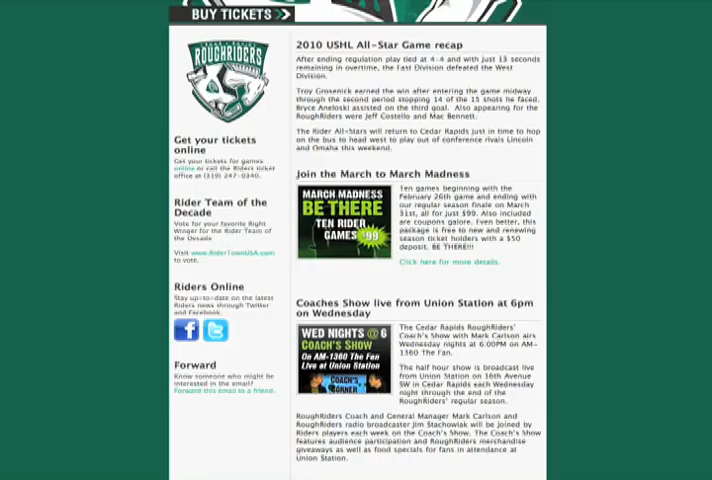 BUY TICKETS
ROUGHRIDERS
Get your tickets
online
Get your tickets for games
online or call the Riders ticket
office at (319) 247-0340.
Rider Team of the
Decade
Vote for your favorite Right
Winger for the Rider Team of
the Decade
Visit www.RiderTownUSA.com
to vote.
Riders Online
Stay up-to-date on the latest
Riders news through Twitter
and Facebook.
Forward
Know someone who might be
interested in the email?
Forward this email to a friend.
2010 USHL All-Star Game recap
After ending regulation play tied at 4-4 and with just 13 seconds
remaining in overtime, the East Division defeated the West
Division.
Troy Grosenick earned the win after entering the game midway
through the second period stopping 14 of the 15 shots he faced.
Bryce Aneloski assisted on the third goal. Also appearing for the
RoughRiders were Jeff Costello and Mac Bennett.
The Rider All-Stars will return to Cedar Rapids just in time to hop
on the bus to head west to play out of conference rivals Lincoln
and Omaha this weekend.
Join the March to March Madness
MARCH MADNESS
BE THERE
TEN RIDER
GAMES $99
Ten games beginning with the
February 26th game and ending with
our regular season finale on March
31st, all for just $99. Also included
are coupons galore. Even better, this
package is free to new and renewing
season ticket holders with a $50
deposit. BE THERE!!!
Click here for more details.
Coaches Show live from Union Station at 6pm
on Wednesday
WED NIGHTS @ 6
COACH'S SHOW
On AM-1360 The Fan
Live at Union Station
COACH'S
CORNER
The Cedar Rapids RoughRiders'
Coach's Show with Mark Carlson airs
Wednesday nights at 6:00PM on AM-
1360 The Fan.
The half hour show is broadcast live
from Union Station on 16th Avenue
SW in Cedar Rapids each Wednesday
night through the end of the
RoughRiders' regular season.
RoughRiders Coach and General Manager Mark Carlson and
RoughRiders radio broadcaster Jim Stachowiak will be joined by
Riders players each week on the Coach's Show. The Coach's Show
features audience participation and RoughRiders merchandise
giveaways as well as food specials for fans in attendance at
Union Station.